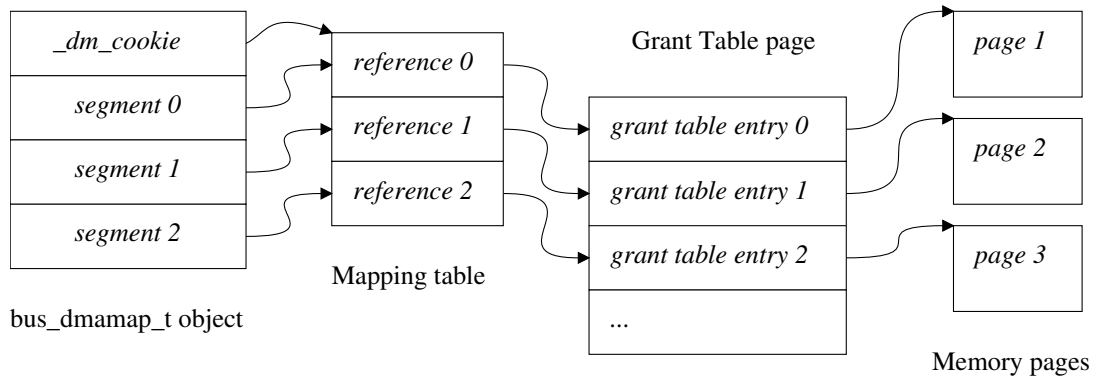 _dm_cookie
segment 0
segment 1
segment 2
bus_dmamap_t object
reference 0
reference 1
reference 2
Mapping table
Grant Table page
grant table entry 0
grant table entry 1
grant table entry 2
...
page 1
page 2
page 3
Memory pages